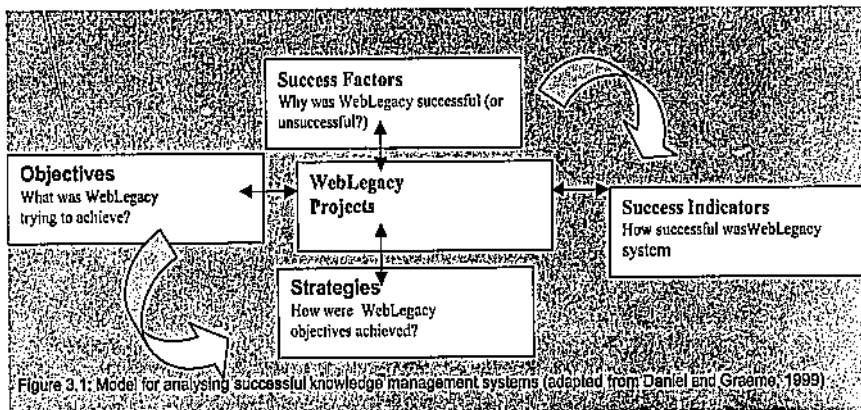 Success Factors
Why was WebLegacy successful (or
unsuccessful?)
Objectives
What was WebLegacy
trying to achieve?
WebLegacy
Projects
Success Indicators
How successful wasWebLegacy
system
Strategies
How were WebLegacy
objectives achieved?
Figure 3.1: Model for analysing successful knowledge management systems (adapted from Daniel and Graeme, 1999)